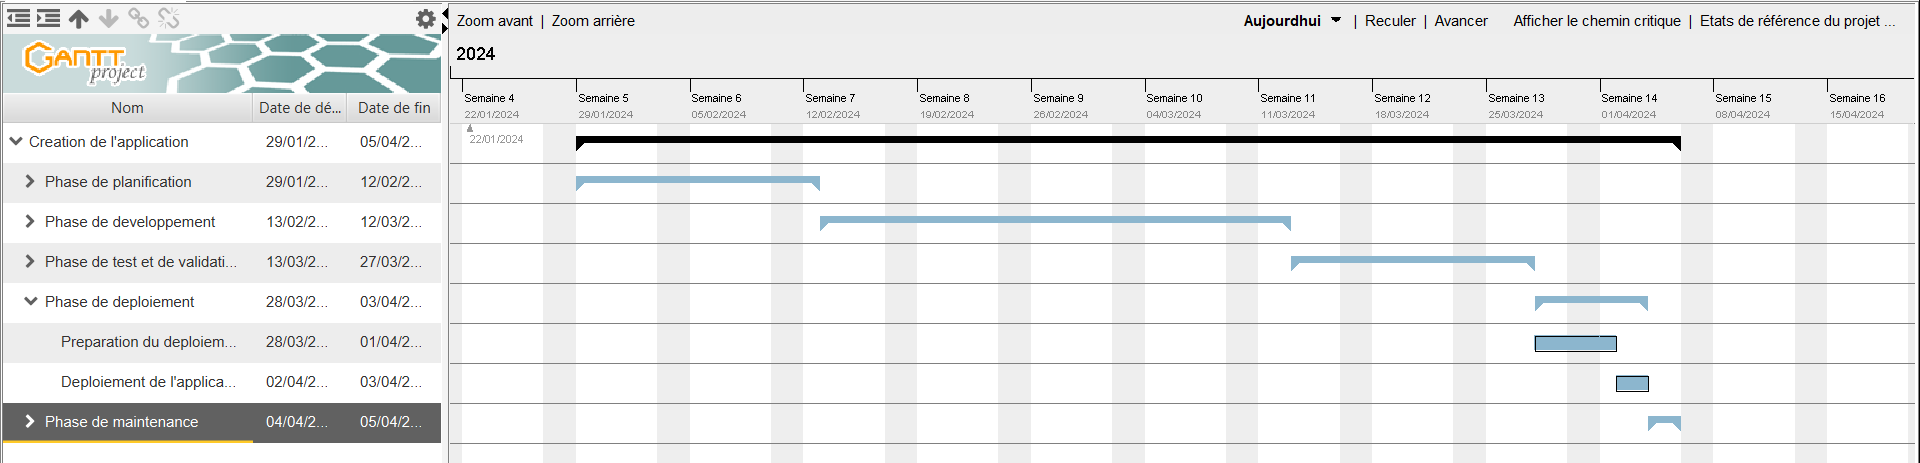 Zoom avant | Zoom arrière
Aujourdhui | Reculer | Avancer Afficher le chemin critique | Etats de référence du projet ...
GANTT
project
2024
Nom Date de dé... Date de fin
Semaine 4 Semaine 5 Semaine 6 Semaine 7 Semaine 8 Semaine 9 Semaine 10 Semaine 11 Semaine 12 Semaine 13 Semaine 14 Semaine 15 Semaine 16
22/01/2024 29/01/2024 05/02/2024 12/02/2024 19/02/2024 26/02/2024 04/03/2024 11/03/2024 18/03/2024 25/03/2024 01/04/2024 08/04/2024 15/04/2024
22/01/2024
Creation de l'application 29/01/2... 05/04/2...
Phase de planification 29/01/2... 12/02/2...
Phase de developpement 13/02/2... 12/03/2...
Phase de test et de validati... 13/03/2... 27/03/2...
Phase de deploiement 28/03/2... 03/04/2...
Preparation du deploiem... 28/03/2... 01/04/2...
Deploiement de l'applica... 02/04/2... 03/04/2...
Phase de maintenance 04/04/2... 05/04/2...